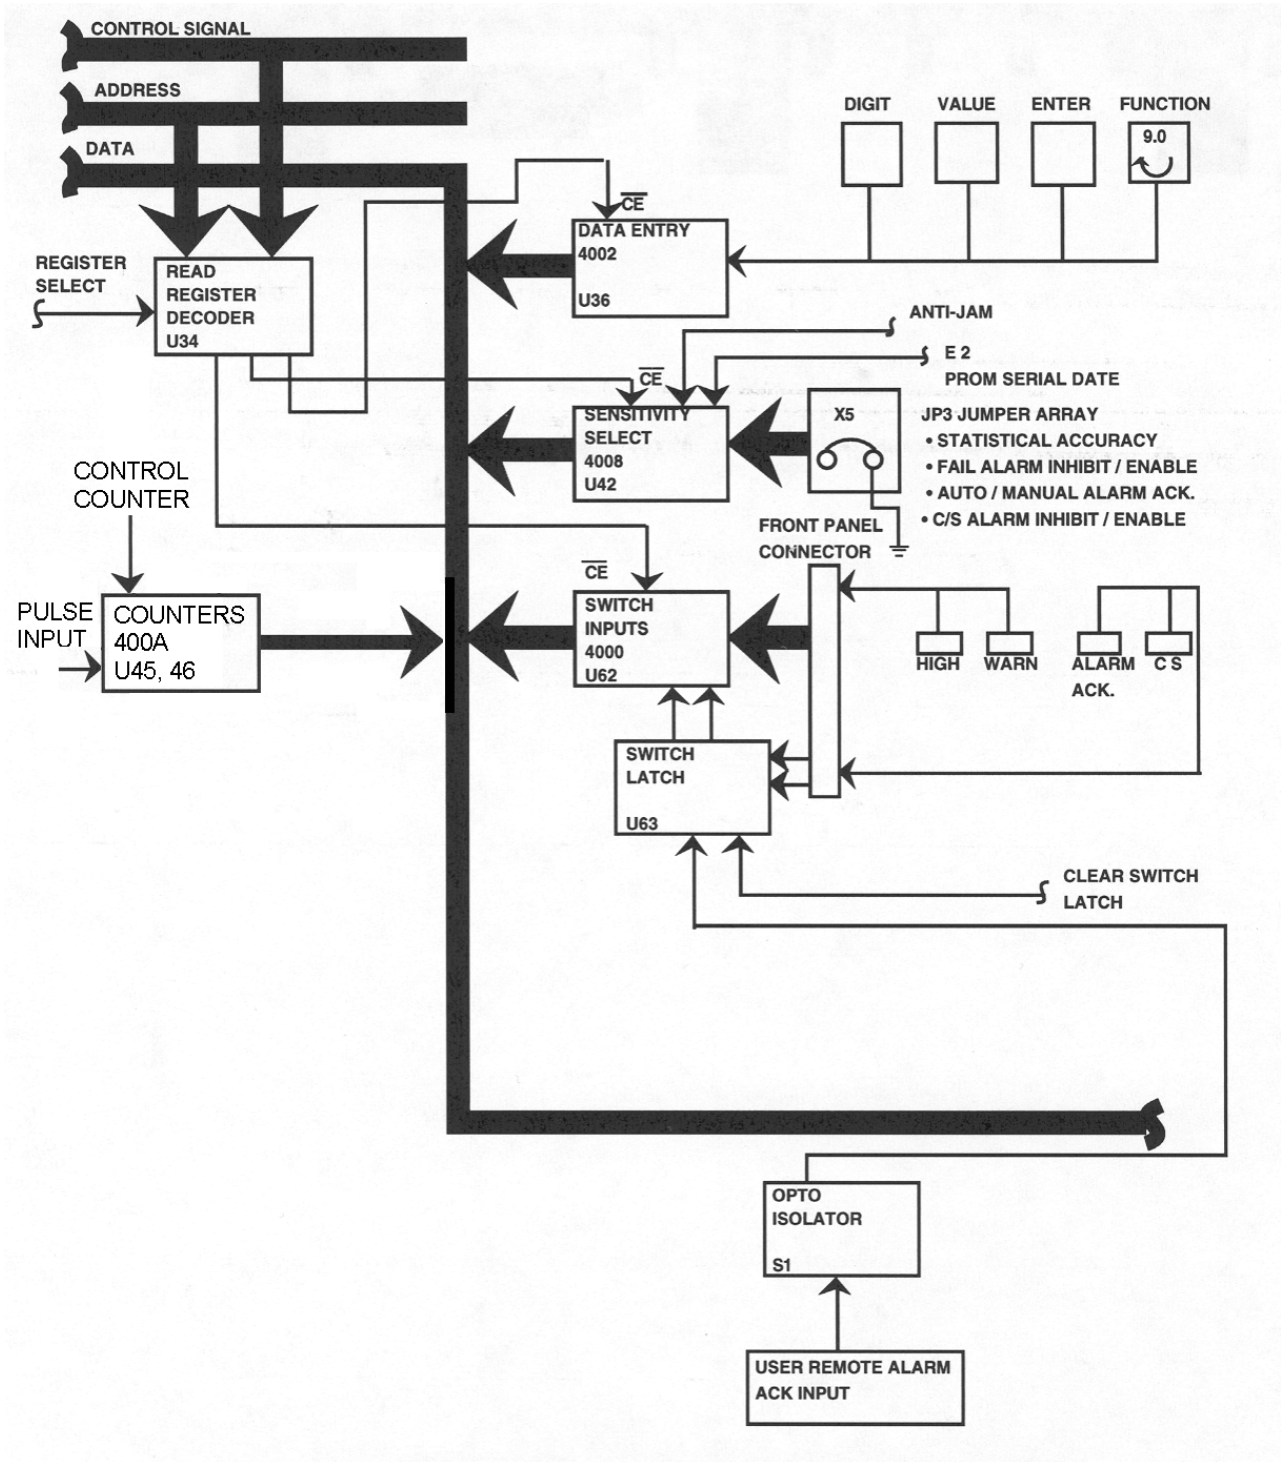 CONTROL SIGNAL
ADDRESS
DATA
DIGIT
VALUE
ENTER
FUNCTION
9.0
CE
DATA ENTRY
4002
U36
REGISTER
SELECT
READ
REGISTER
DECODER
U34
ANTI-JAM
E 2
PROM SERIAL DATE
CE
SENSITIVITY
SELECT
4008
U42
X5
JP3 JUMPER ARRAY
• STATISTICAL ACCURACY
• FAIL ALARM INHIBIT / ENABLE
• AUTO / MANUAL ALARM ACK.
• C/S ALARM INHIBIT / ENABLE
CONTROL
COUNTER
FRONT PANEL
CONNECTOR
CE
PULSE
INPUT
COUNTERS
400A
U45, 46
SWITCH
INPUTS
4000
U62
HIGH
WARN
ALARM
ACK.
C S
SWITCH
LATCH
U63
CLEAR SWITCH
LATCH
OPTO
ISOLATOR
S1
USER REMOTE ALARM
ACK INPUT